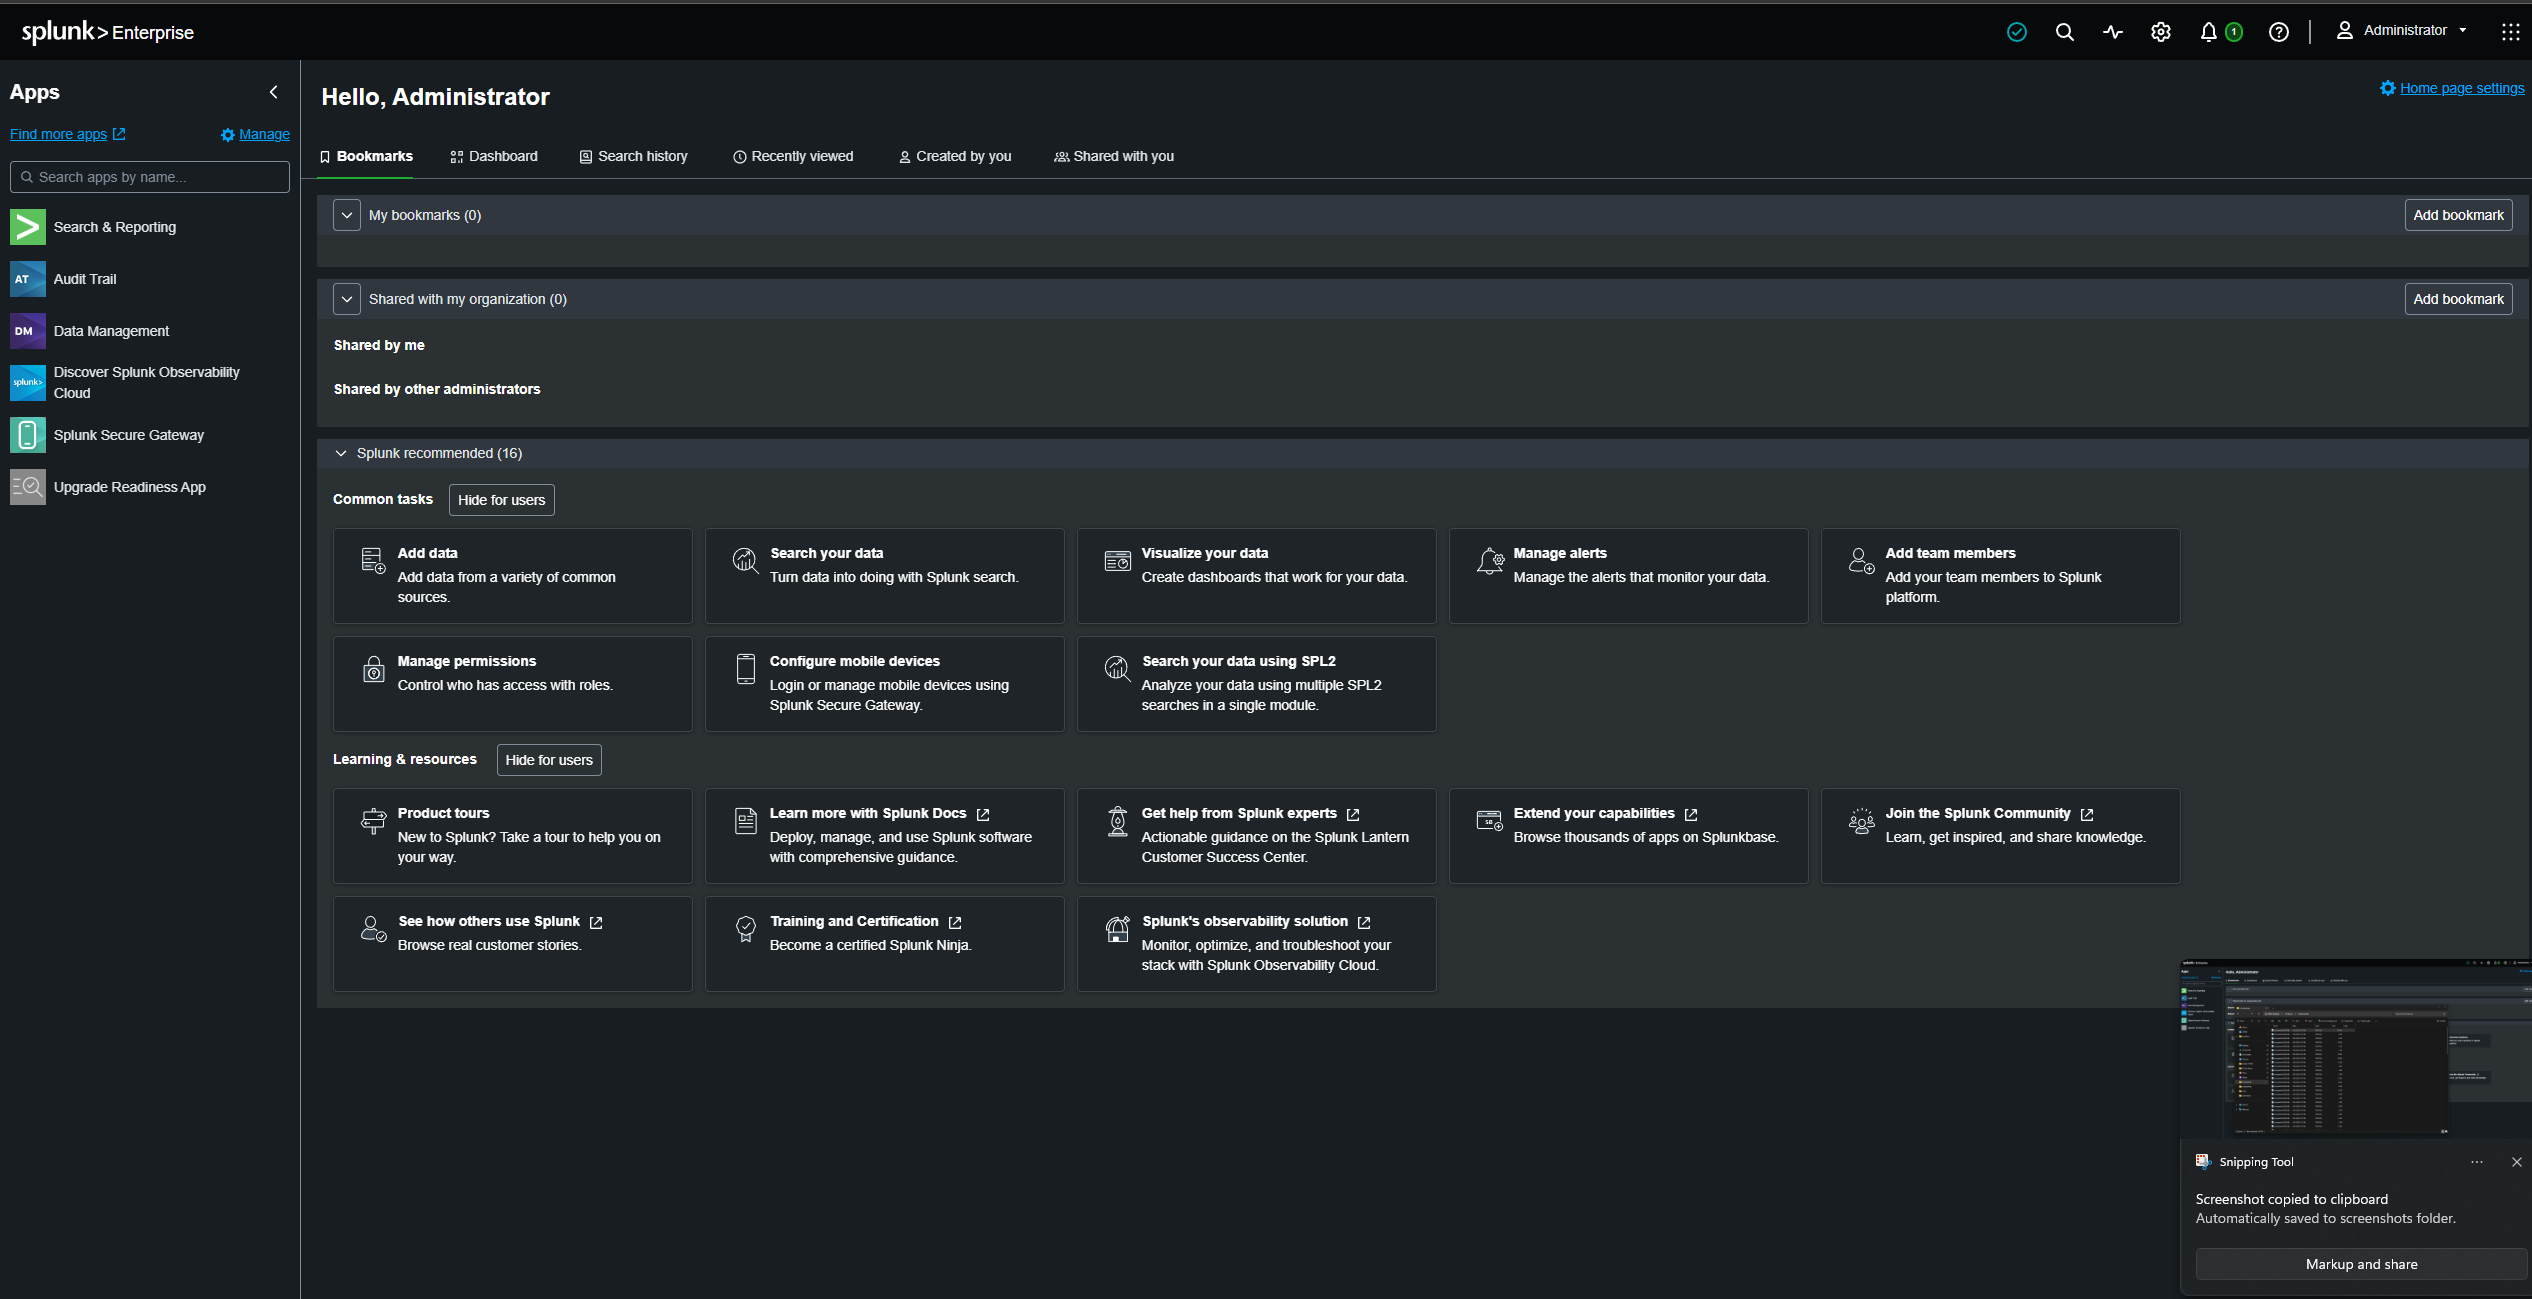 splunk> Enterprise
1
Administrator
Apps
Find more apps
Manage
Search apps by name...
Search & Reporting
AT
Audit Trail
DM
Data Management
splunk>
Discover Splunk Observability
Cloud
Splunk Secure Gateway
Upgrade Readiness App
Hello, Administrator
Home page settings
Bookmarks
Dashboard
Search history
Recently viewed
Created by you
Shared with you
My bookmarks (0)
Add bookmark
Shared with my organization (0)
Add bookmark
Shared by me
Shared by other administrators
Splunk recommended (16)
Common tasks
Hide for users
Add data
Add data from a variety of common
sources.
Search your data
Turn data into doing with Splunk search.
Visualize your data
Create dashboards that work for your data.
Manage alerts
Manage the alerts that monitor your data.
Add team members
Add your team members to Splunk
platform.
Manage permissions
Control who has access with roles.
Configure mobile devices
Login or manage mobile devices using
Splunk Secure Gateway.
Search your data using SPL2
Analyze your data using multiple SPL2
searches in a single module.
Learning & resources
Hide for users
Product tours
New to Splunk? Take a tour to help you on
your way.
Learn more with Splunk Docs
Deploy, manage, and use Splunk software
with comprehensive guidance.
Get help from Splunk experts
Actionable guidance on the Splunk Lantern
Customer Success Center.
Extend your capabilities
Browse thousands of apps on Splunkbase.
Join the Splunk Community
Learn, get inspired, and share knowledge.
See how others use Splunk
Browse real customer stories.
Training and Certification
Become a certified Splunk Ninja.
Splunk's observability solution
Monitor, optimize, and troubleshoot your
stack with Splunk Observability Cloud.
Snipping Tool
Screenshot copied to clipboard
Automatically saved to screenshots folder.
Markup and share